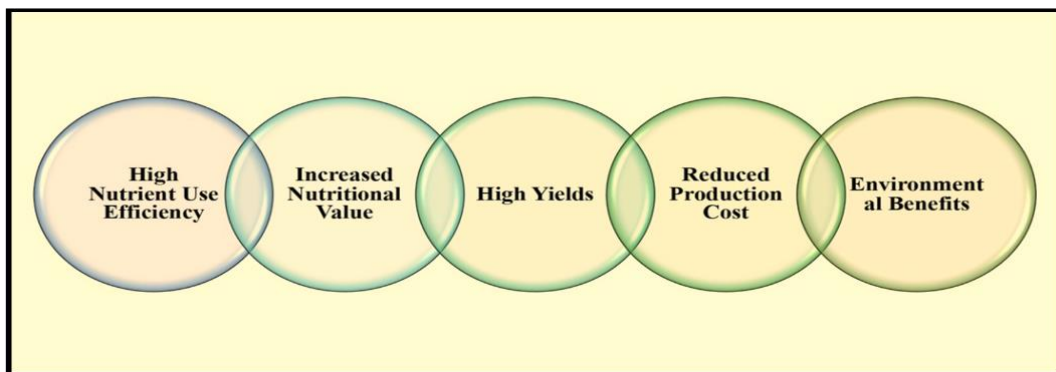 High
Nutrient Use
Efficiency
Increased
Nutritional
Value
High Yields
Reduced
Production
Cost
Environment
al Benefits